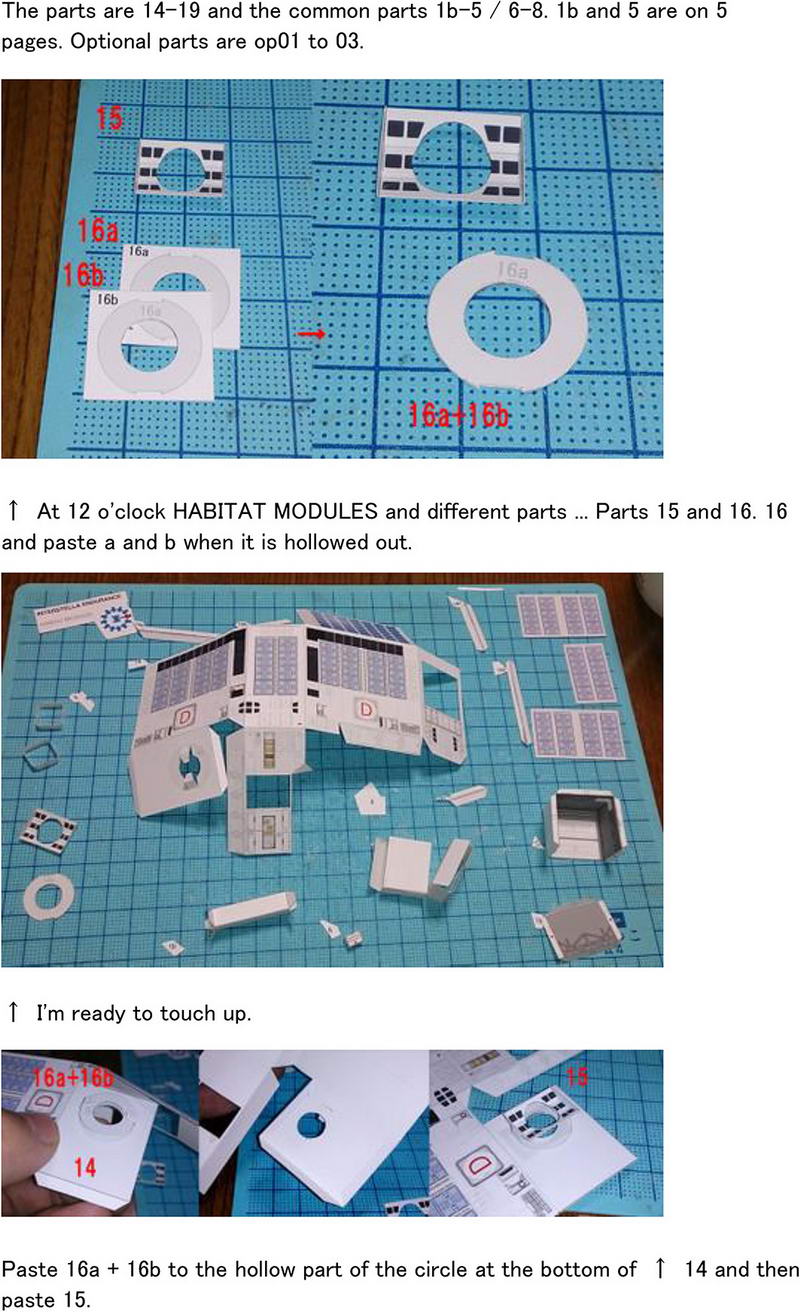 The parts are 14-19 and the common parts 1b-5 / 6-8. 1b and 5 are on 5
pages. Optional parts are op01 to 03.
15
16a
16a
16b
16b
16a
→
16a
16a+16b
↑ At 12 o'clock HABITAT MODULES and different parts ... Parts 15 and 16. 16
and paste a and b when it is hollowed out.
ENDURANCE
D
D
↑ I'm ready to touch up.
16a+16b
D
14
15
D
Paste 16a + 16b to the hollow part of the circle at the bottom of ↑ 14 and then
paste 15.